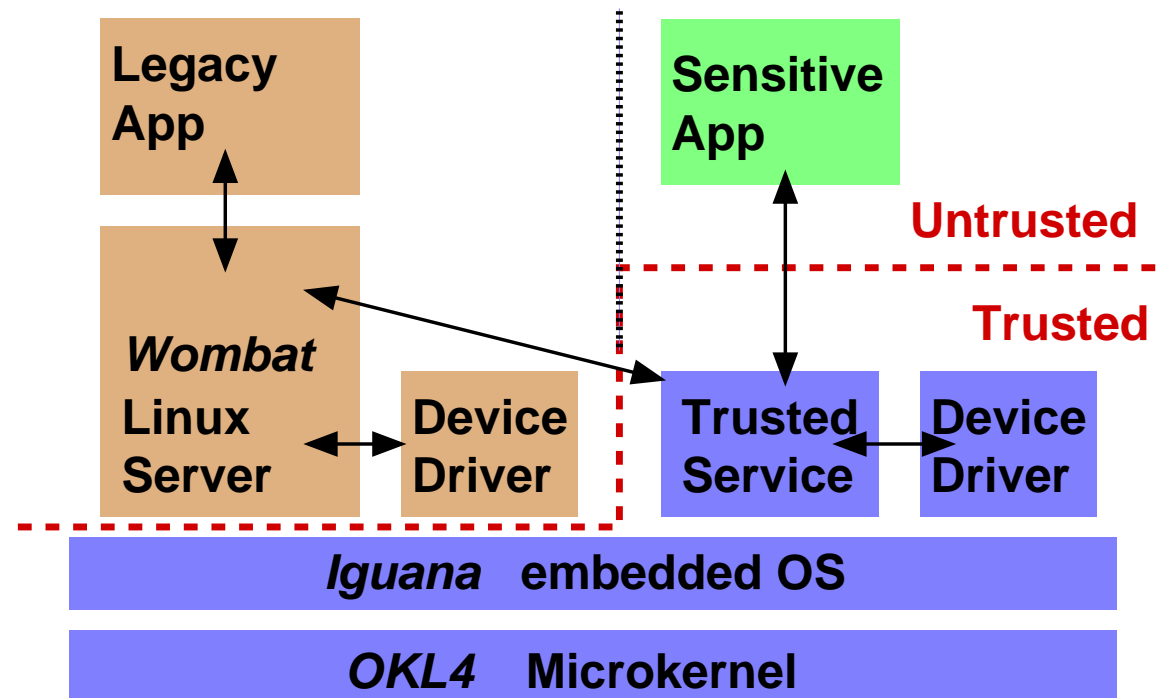 Legacy
App
Sensitive
App
Untrusted
Trusted
Wombat
Linux
Server
Device
Driver
Trusted
Service
Device
Driver
Iguana embedded OS
OKL4 Microkernel